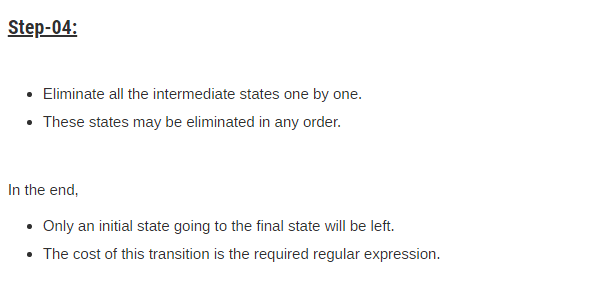 Step-04:
Eliminate all the intermediate states one by one.
These states may be eliminated in any order.
In the end,
Only an initial state going to the final state will be left.
The cost of this transition is the required regular expression.